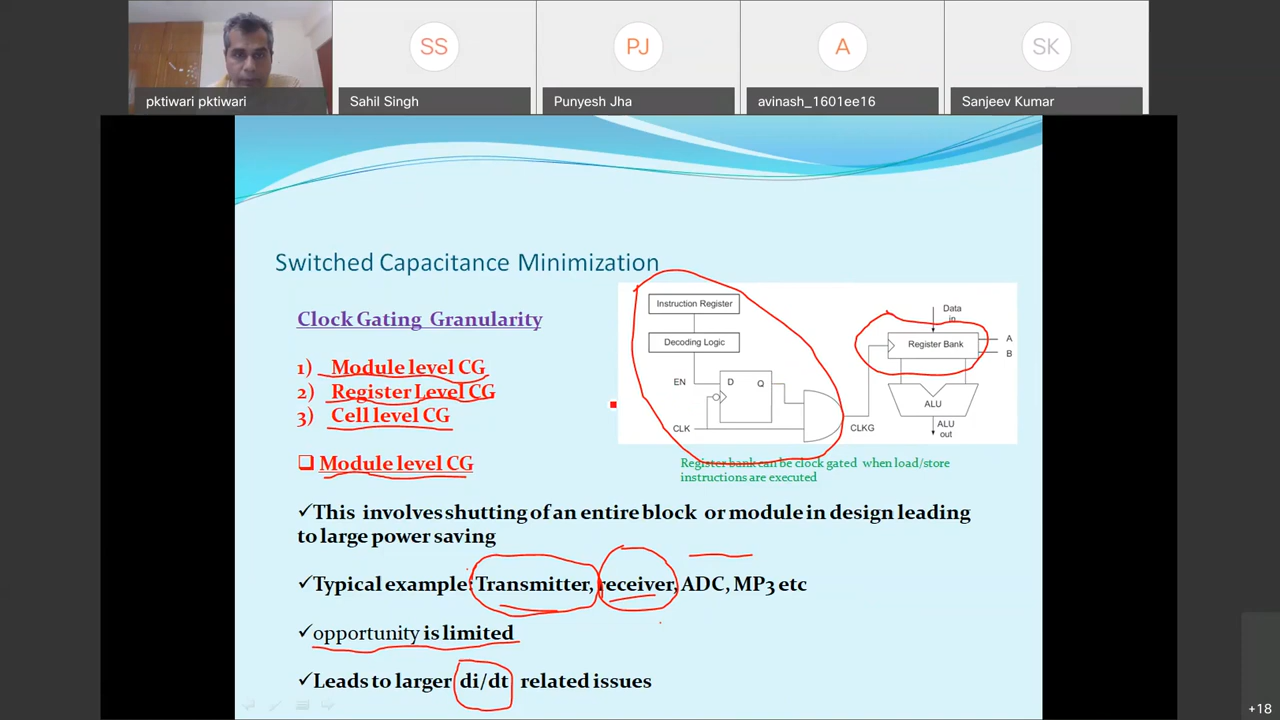 SS
PJ
A
SK
pktiwari pktiwari
Sahil Singh
Punyesh Jha
avinash_1601ee16
Sanjeev Kumar
Switched Capacitance Minimization
Clock Gating Granularity
1) Module level CG
2) Register Level CG
3) Cell level CG
Instruction Register
Decoding Logic
EN
D
Q
CLK
CLKG
Data
in
Register Bank
A
B
ALU
ALU
out
Register bank can be clock gated when load/store
instructions are executed
❑ Module level CG
✓This involves shutting of an entire block or module in design leading
to large power saving
✓Typical example: Transmitter, receiver, ADC, MP3 etc
✓opportunity is limited
✓Leads to larger di/dt related issues
+18